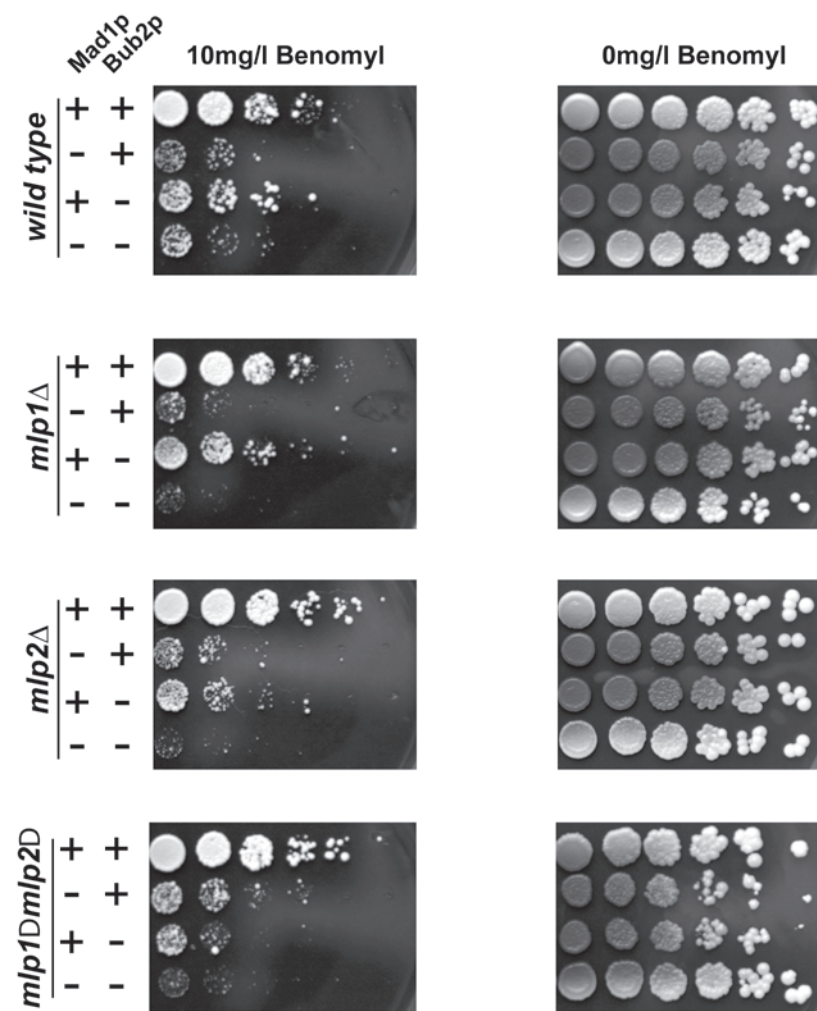 Mad1p
Bub2p
10mg/l Benomyl
0mg/l Benomyl
wild type
+ +
- +
+ -
- -
mlp1Δ
+ +
- +
+ -
- -
mlp2Δ
+ +
- +
+ -
- -
mlp1Dmlp2D
+ +
- +
+ -
- -